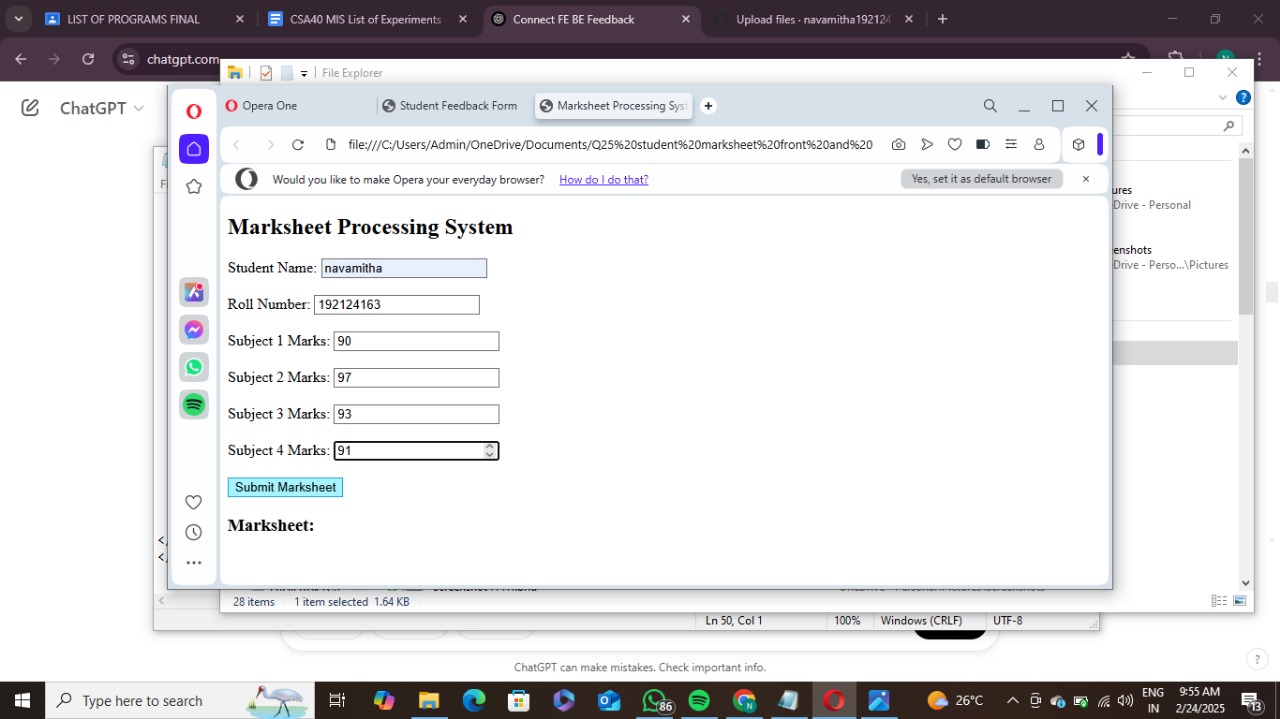 LIST OF PROGRAMS FINAL
CSA40 MIS List of Experiments
Connect FE BE Feedback
Upload files · navamitha19212
chatgpt.com
ChatGPT
File Explorer
Opera One
Student Feedback Form
Marksheet Processing Syst
file:///C:/Users/Admin/OneDrive/Documents/Q25%20student%20marksheet%20front%20and%20
Would you like to make Opera your everyday browser? How do I do that?
Yes, set it as default browser
Marksheet Processing System
Student Name: navamitha
Roll Number: 192124163
Subject 1 Marks: 90
Subject 2 Marks: 97
Subject 3 Marks: 93
Subject 4 Marks: 91
Submit Marksheet
Marksheet:
ures
Drive - Personal
enshots
Drive - Perso...\Pictures
28 items 1 item selected 1.64 KB
Ln 50, Col 1 100% Windows (CRLF) UTF-8
ChatGPT can make mistakes. Check important info.
Type here to search
86
26°C
ENG
IN
9:55 AM
2/24/2025
13